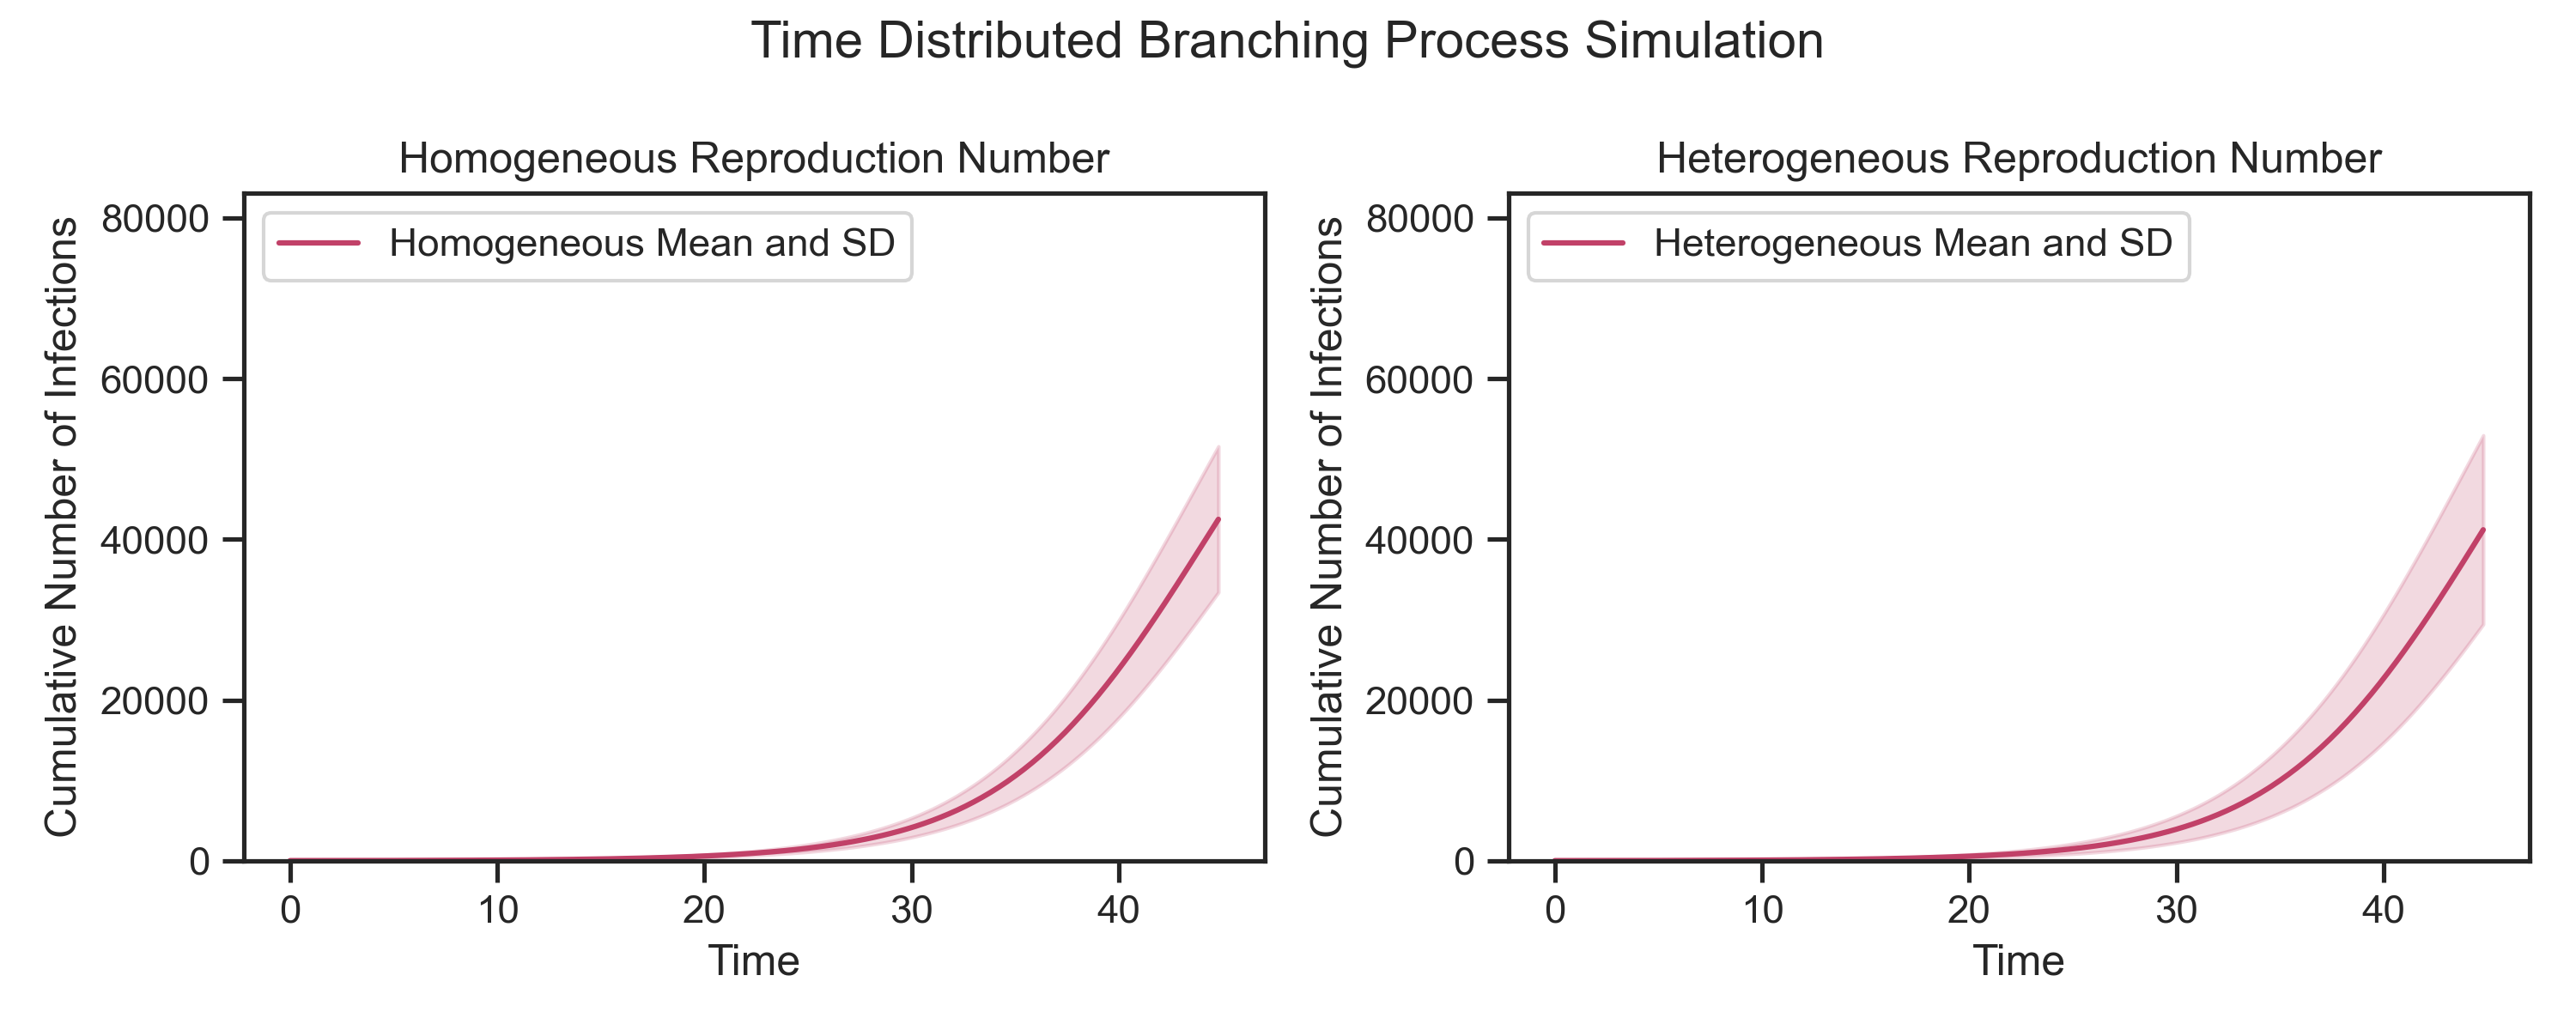 Time Distributed Branching Process Simulation
Homogeneous Reproduction Number
Homogeneous Mean and SD
Cumulative Number of Infections
80000
60000
40000
20000
0
0 10 20 30 40
Time
Heterogeneous Reproduction Number
Heterogeneous Mean and SD
Cumulative Number of Infections
80000
60000
40000
20000
0
0 10 20 30 40
Time